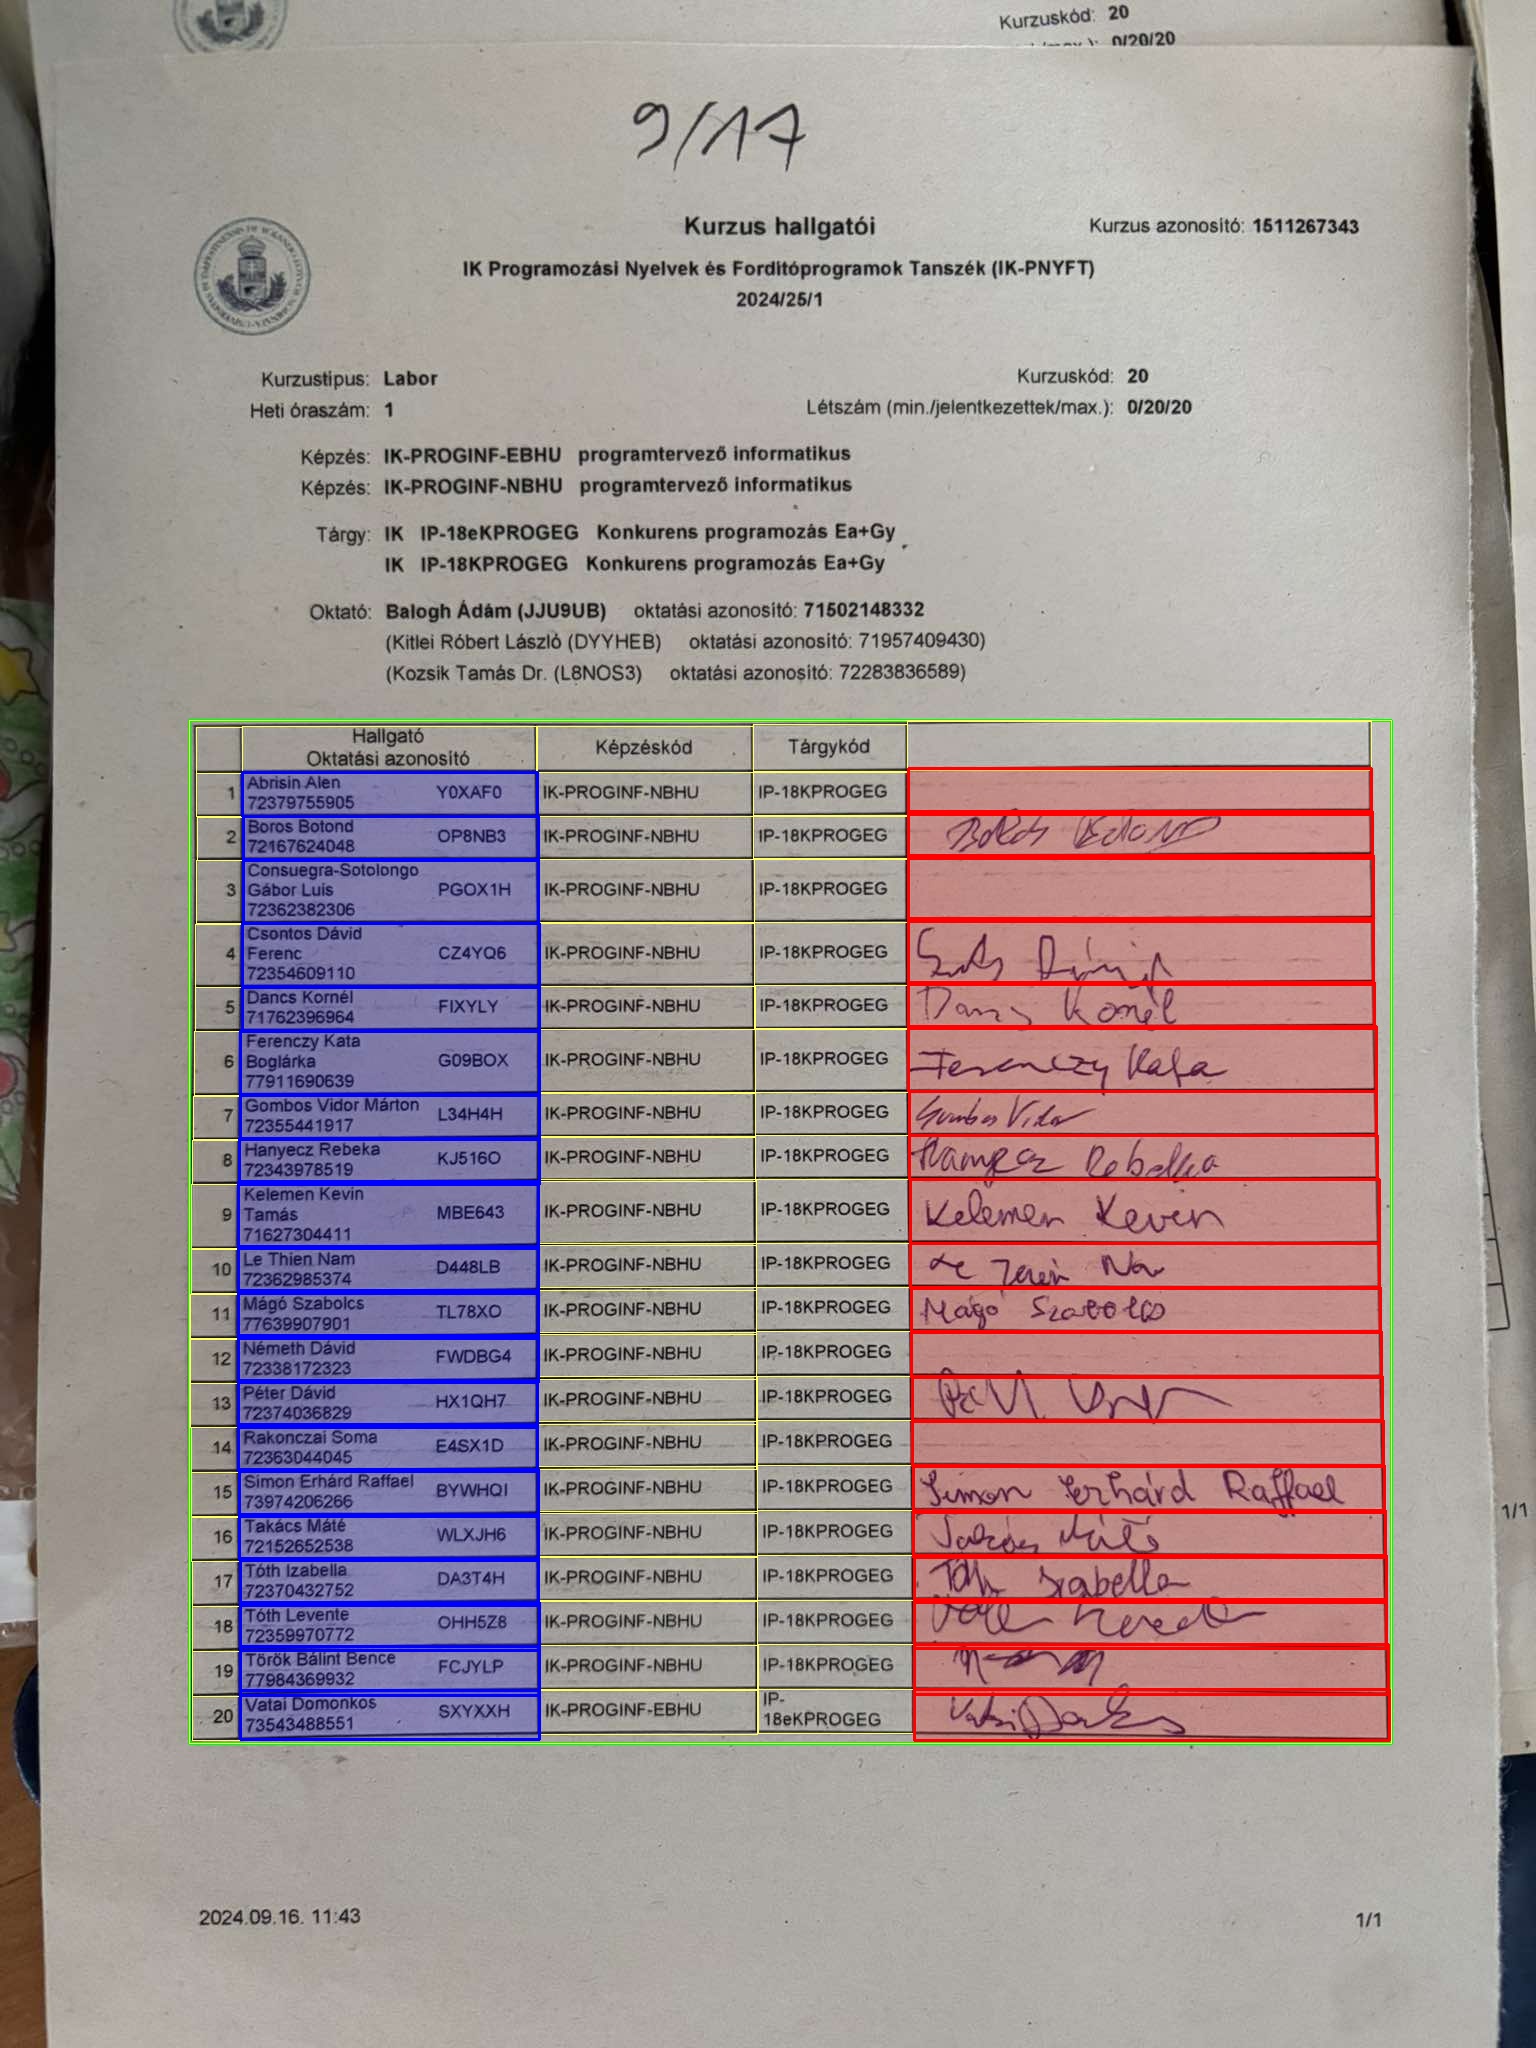 Kurzuskód: 20
0/20/20
9/17
Kurzus hallgatói
Kurzus azonosító: 1511267343
IK Programozási Nyelvek és Fordítóprogramok Tanszék (IK-PNYFT)
2024/25/1
Kurzustípus: Labor
Kurzuskód: 20
Heti óraszám: 1
Létszám (min./jelentkezettek/max.): 0/20/20
Képzés: IK-PROGINF-EBHU programtervező informatikus
Képzés: IK-PROGINF-NBHU programtervező informatikus
Tárgy: IK IP-18eKPROGEG Konkurens programozás Ea+Gy
IK IP-18KPROGEG Konkurens programozás Ea+Gy
Oktató: Balogh Ádám (JJU9UB) oktatási azonosító: 71502148332
(Kitlei Róbert László (DYYHEB) oktatási azonosító: 71957409430)
(Kozsik Tamás Dr. (L8NOS3) oktatási azonosító: 72283836589)
Hallgató
Oktatási azonosító Képzéskód Tárgykód
1 Abrisin Alen Y0XAF0 IK-PROGINF-NBHU IP-18KPROGEG
72379755905
2 Boros Botond OP8NB3 IK-PROGINF-NBHU IP-18KPROGEG Boros Botond
72167624048
Consuegra-Sotolongo
3 Gábor Luis PGOX1H IK-PROGINF-NBHU IP-18KPROGEG
72362382306
Csontos Dávid
4 Ferenc CZ4YQ6 IK-PROGINF-NBHU IP-18KPROGEG
72354609110
5 Dancs Kornél FIXYLY IK-PROGINF-NBHU IP-18KPROGEG Dancs Kornél
71762396964
Ferenczy Kata
6 Boglárka G09BOX IK-PROGINF-NBHU IP-18KPROGEG Ferenczy Kata
77911690639
7 Gombos Vidor Márton L34H4H IK-PROGINF-NBHU IP-18KPROGEG Gombos Vidor
72355441917
8 Hanyecz Rebeka KJ516O IK-PROGINF-NBHU IP-18KPROGEG Hanyecz Rebeka
72343978519
Kelemen Kevin
9 Tamás MBE643 IK-PROGINF-NBHU IP-18KPROGEG Kelemen Kevin
71627304411
10 Le Thien Nam D448LB IK-PROGINF-NBHU IP-18KPROGEG Le Thien Nam
72362985374
11 Mágó Szabolcs TL78XO IK-PROGINF-NBHU IP-18KPROGEG Mágó Szabolcs
77639907901
12 Németh Dávid FWDBG4 IK-PROGINF-NBHU IP-18KPROGEG
72338172323
13 Péter Dávid HX1QH7 IK-PROGINF-NBHU IP-18KPROGEG
72374036829
14 Rakonczai Soma E4SX1D IK-PROGINF-NBHU IP-18KPROGEG
72363044045
15 Simon Erhárd Raffael BYWHQI IK-PROGINF-NBHU IP-18KPROGEG Simon Erhárd Raffael
73974206266
16 Takács Máté WLXJH6 IK-PROGINF-NBHU IP-18KPROGEG Takács Máté
72152652538
17 Tóth Izabella DA3T4H IK-PROGINF-NBHU IP-18KPROGEG Tóth Izabella
72370432752
18 Tóth Levente OHH5Z8 IK-PROGINF-NBHU IP-18KPROGEG Tóth Levente
72359970772
19 Török Bálint Bence FCJYLP IK-PROGINF-NBHU IP-18KPROGEG
77984369932
20 Vatai Domonkos SXYXXH IK-PROGINF-EBHU IP-18eKPROGEG
73543488551
2024.09.16. 11:43
1/1
1/1